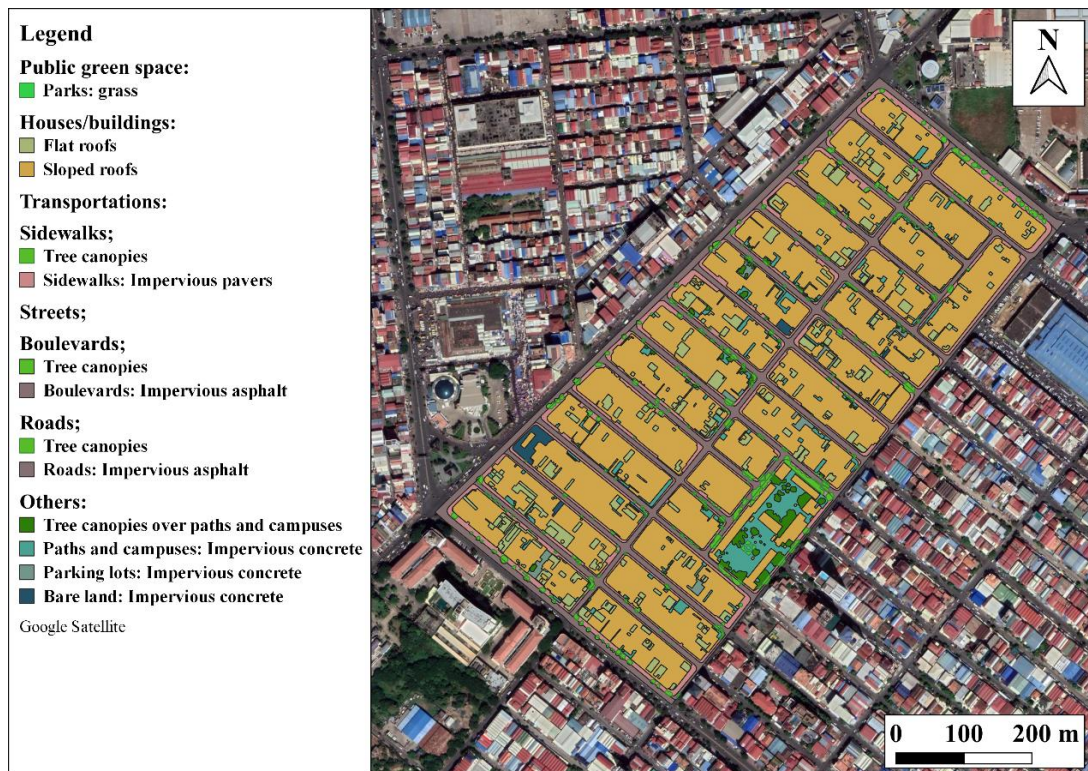 Legend
Public green space:
Parks: grass
Houses/buildings:
Flat roofs
Sloped roofs
Transportations:
Sidewalks;
Tree canopies
Sidewalks: Impervious pavers
Streets;
Boulevards;
Tree canopies
Boulevards: Impervious asphalt
Roads;
Tree canopies
Roads: Impervious asphalt
Others:
Tree canopies over paths and campuses
Paths and campuses: Impervious concrete
Parking lots: Impervious concrete
Bare land: Impervious concrete
Google Satellite
N
0 100 200 m